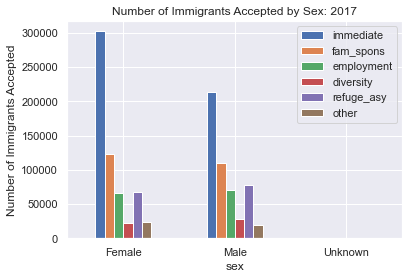 Number of Immigrants Accepted by Sex: 2017
Number of Immigrants Accepted
300000
250000
200000
150000
100000
50000
0
immediate
fam_spons
employment
diversity
refuge_asy
other
Female
Male
Unknown
sex